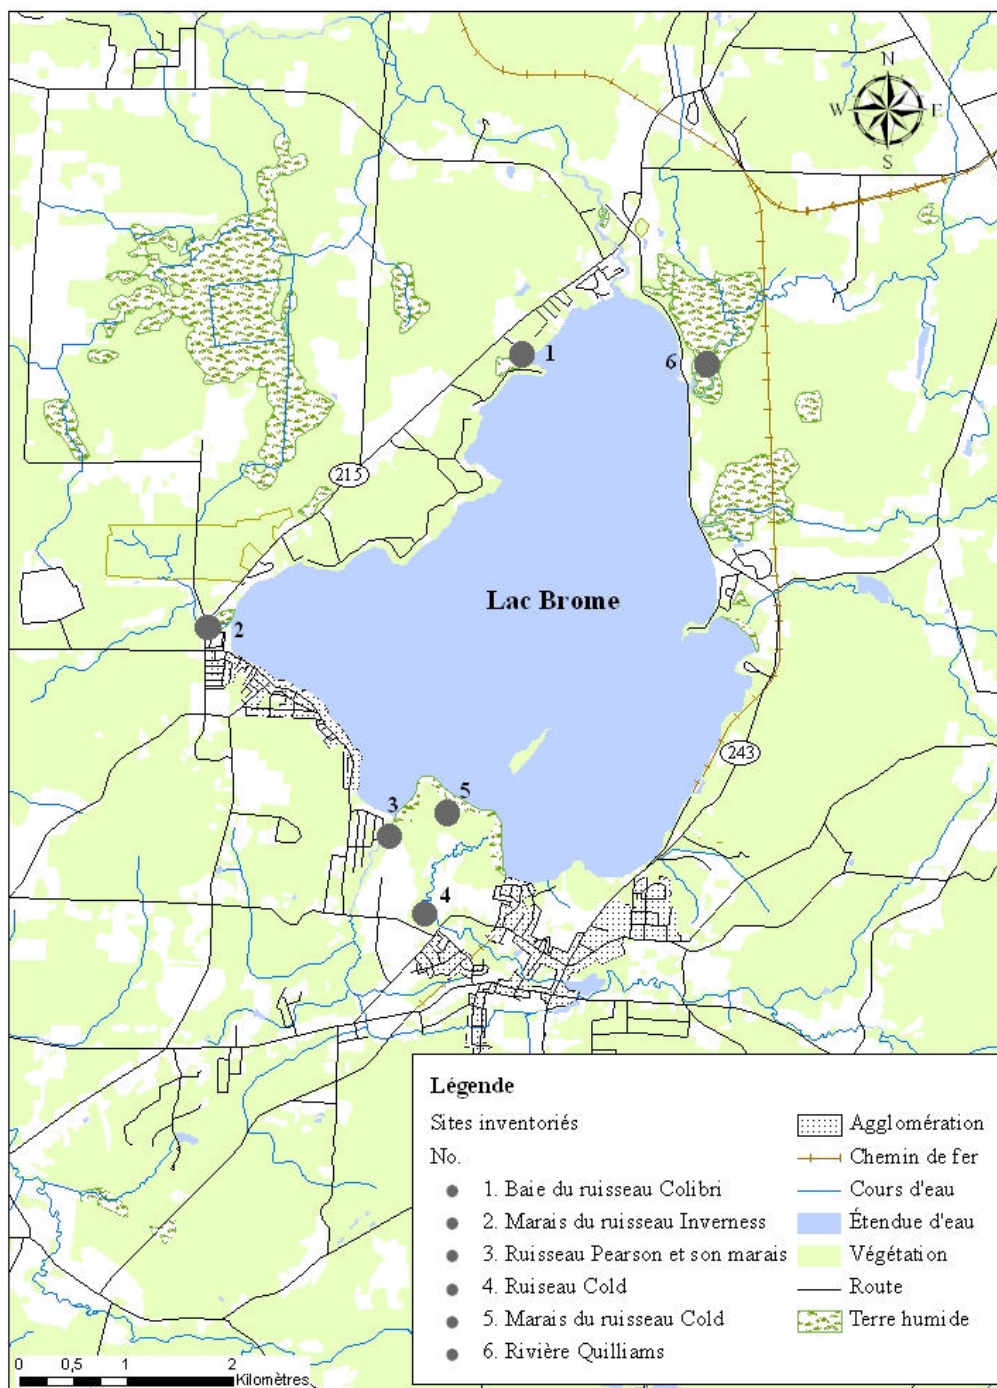 N
W E
S
1
6
215
Lac Brome
2
243
5
3
4
Légende
Sites inventoriés
No.
1. Baie du ruisseau Colibri
2. Marais du ruisseau Inverness
3. Ruisseau Pearson et son marais
4. Ruiseau Cold
5. Marais du ruisseau Cold
6. Rivière Quilliams
Agglomération
Chemin de fer
Cours d'eau
Étendue d'eau
Végétation
Route
Terre humide
0 0,5 1 2
Kilomètres